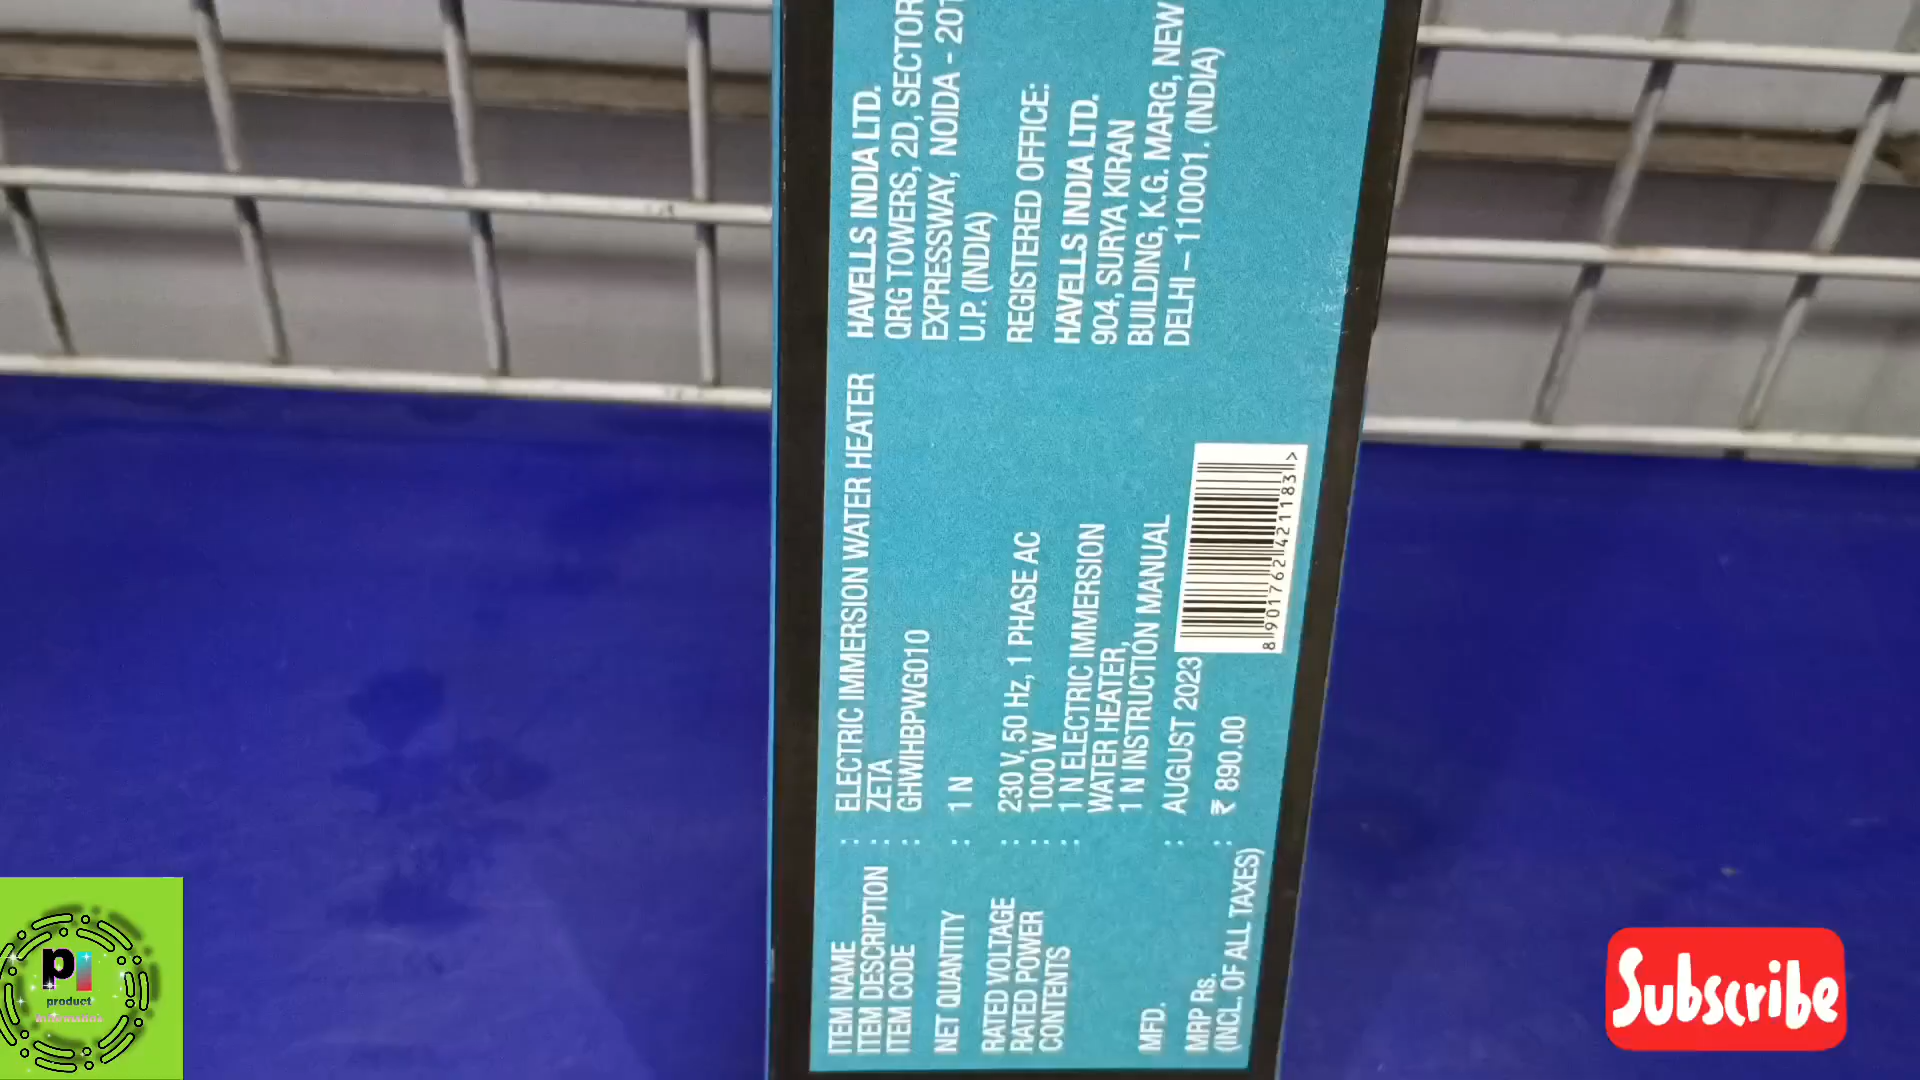 ITEM NAME : ELECTRIC IMMERSION WATER HEATER
ITEM DESCRIPTION : ZETA
ITEM CODE : GHWIHBPWG010
NET QUANTITY : 1 N
RATED VOLTAGE : 230 V, 50 Hz, 1 PHASE AC
RATED POWER : 1000 W
CONTENTS : 1 N ELECTRIC IMMERSION
WATER HEATER,
1 N INSTRUCTION MANUAL
MFD. : AUGUST 2023
MRP Rs. : ₹ 890.00
(INCL. OF ALL TAXES)
8901762421183
HAVELLS INDIA LTD.
QRG TOWERS, 2D, SECTOR
EXPRESSWAY, NOIDA - 201
U.P. (INDIA)
REGISTERED OFFICE:
HAVELLS INDIA LTD.
904, SURYA KIRAN
BUILDING, K.G. MARG, NEW
DELHI – 110001. (INDIA)
pi
product
Subscribe